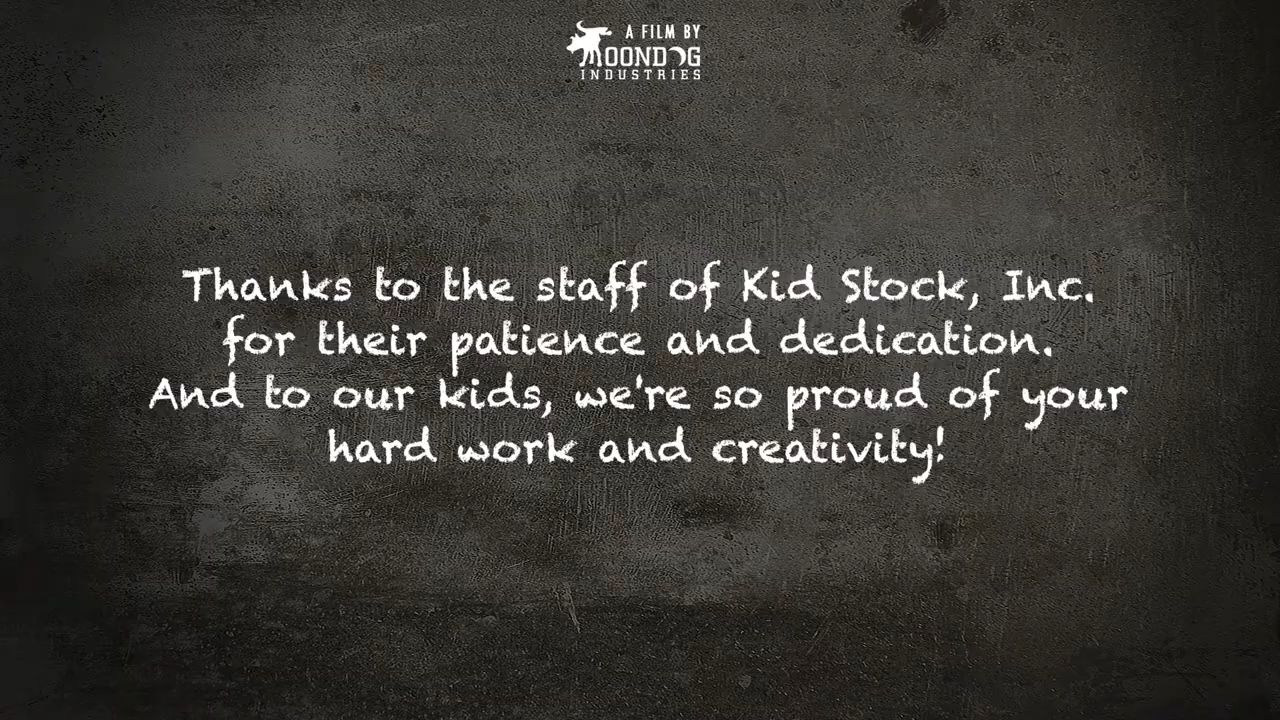 A FILM BY
MOONDOG
INDUSTRIES
Thanks to the staff of Kid Stock, Inc.
for their patience and dedication.
And to our kids, we're so proud of your
hard work and creativity!